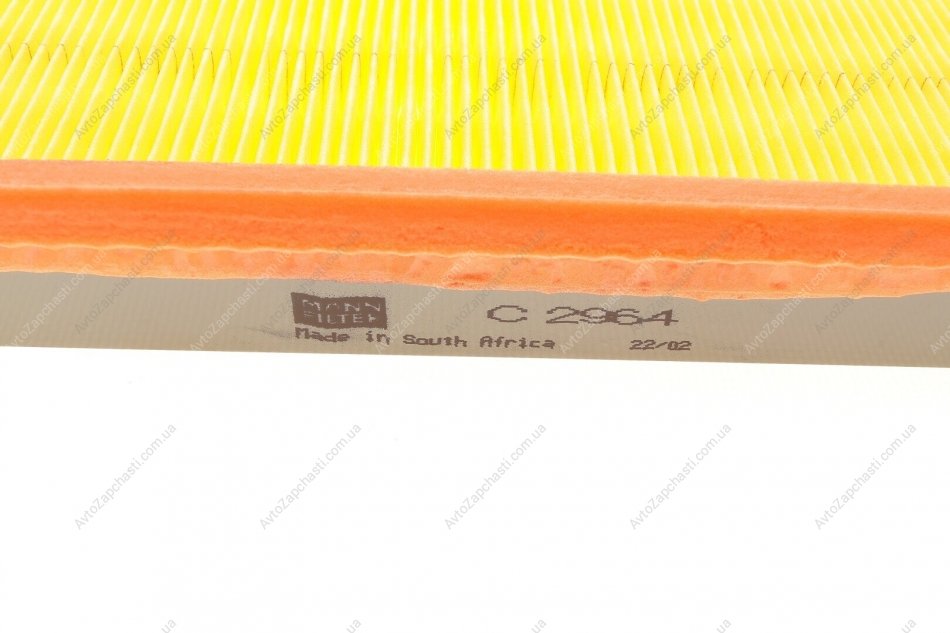 MANN
FILTER
C 2964
Made in South Africa 22/02
AvtoZapchasti.com.ua